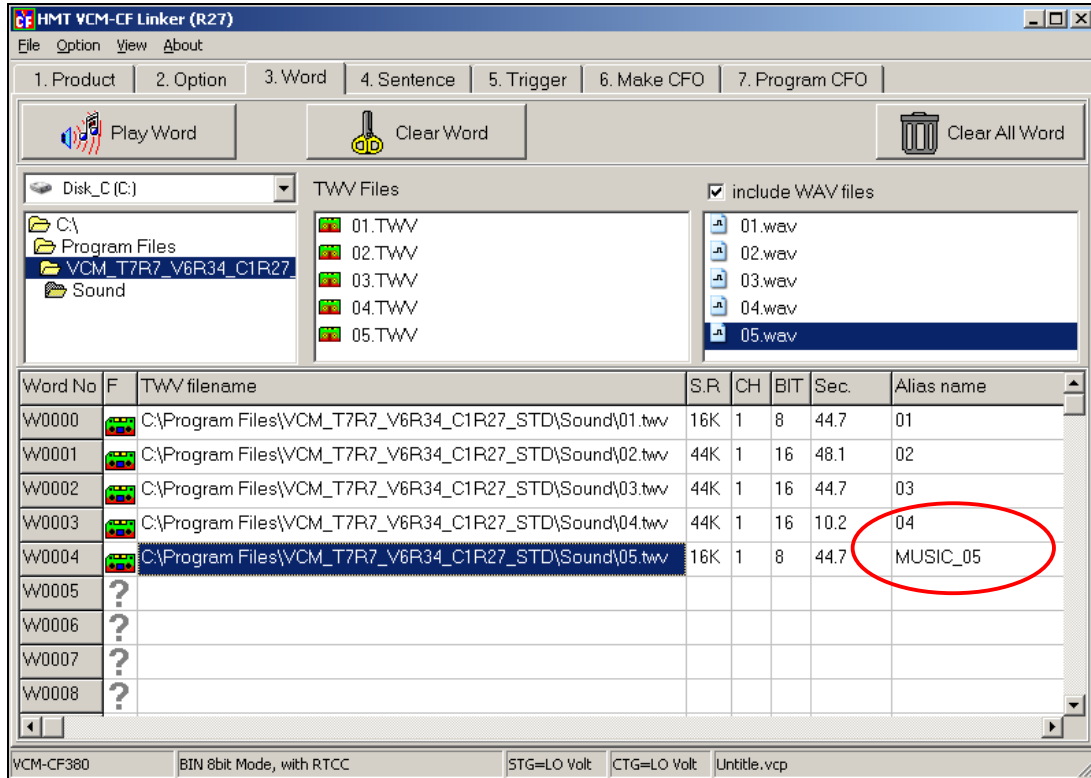 HMT VCM-CF Linker (R27)
File Option View About
1. Product 2. Option 3. Word 4. Sentence 5. Trigger 6. Make CFO 7. Program CFO
Play Word Clear Word Clear All Word
Disk_C (C:) TWV Files include WAV files
C:\
Program Files
VCM_T7R7_V6R34_C1R27_
Sound
01.TWV
02.TWV
03.TWV
04.TWV
05.TWV
01.wav
02.wav
03.wav
04.wav
05.wav
Word No F TWV filename S.R CH BIT Sec. Alias name
W0000 C:\Program Files\VCM_T7R7_V6R34_C1R27_STD\Sound\01.twv 16K 1 8 44.7 01
W0001 C:\Program Files\VCM_T7R7_V6R34_C1R27_STD\Sound\02.twv 44K 1 16 48.1 02
W0002 C:\Program Files\VCM_T7R7_V6R34_C1R27_STD\Sound\03.twv 44K 1 16 44.7 03
W0003 C:\Program Files\VCM_T7R7_V6R34_C1R27_STD\Sound\04.twv 44K 1 16 10.2 04
W0004 C:\Program Files\VCM_T7R7_V6R34_C1R27_STD\Sound\05.twv 16K 1 8 44.7 MUSIC_05
W0005 ?
W0006 ?
W0007 ?
W0008 ?
VCM-CF380 BIN 8bit Mode, with RTCC STG=LO Volt CTG=LO Volt Untitle.vcp